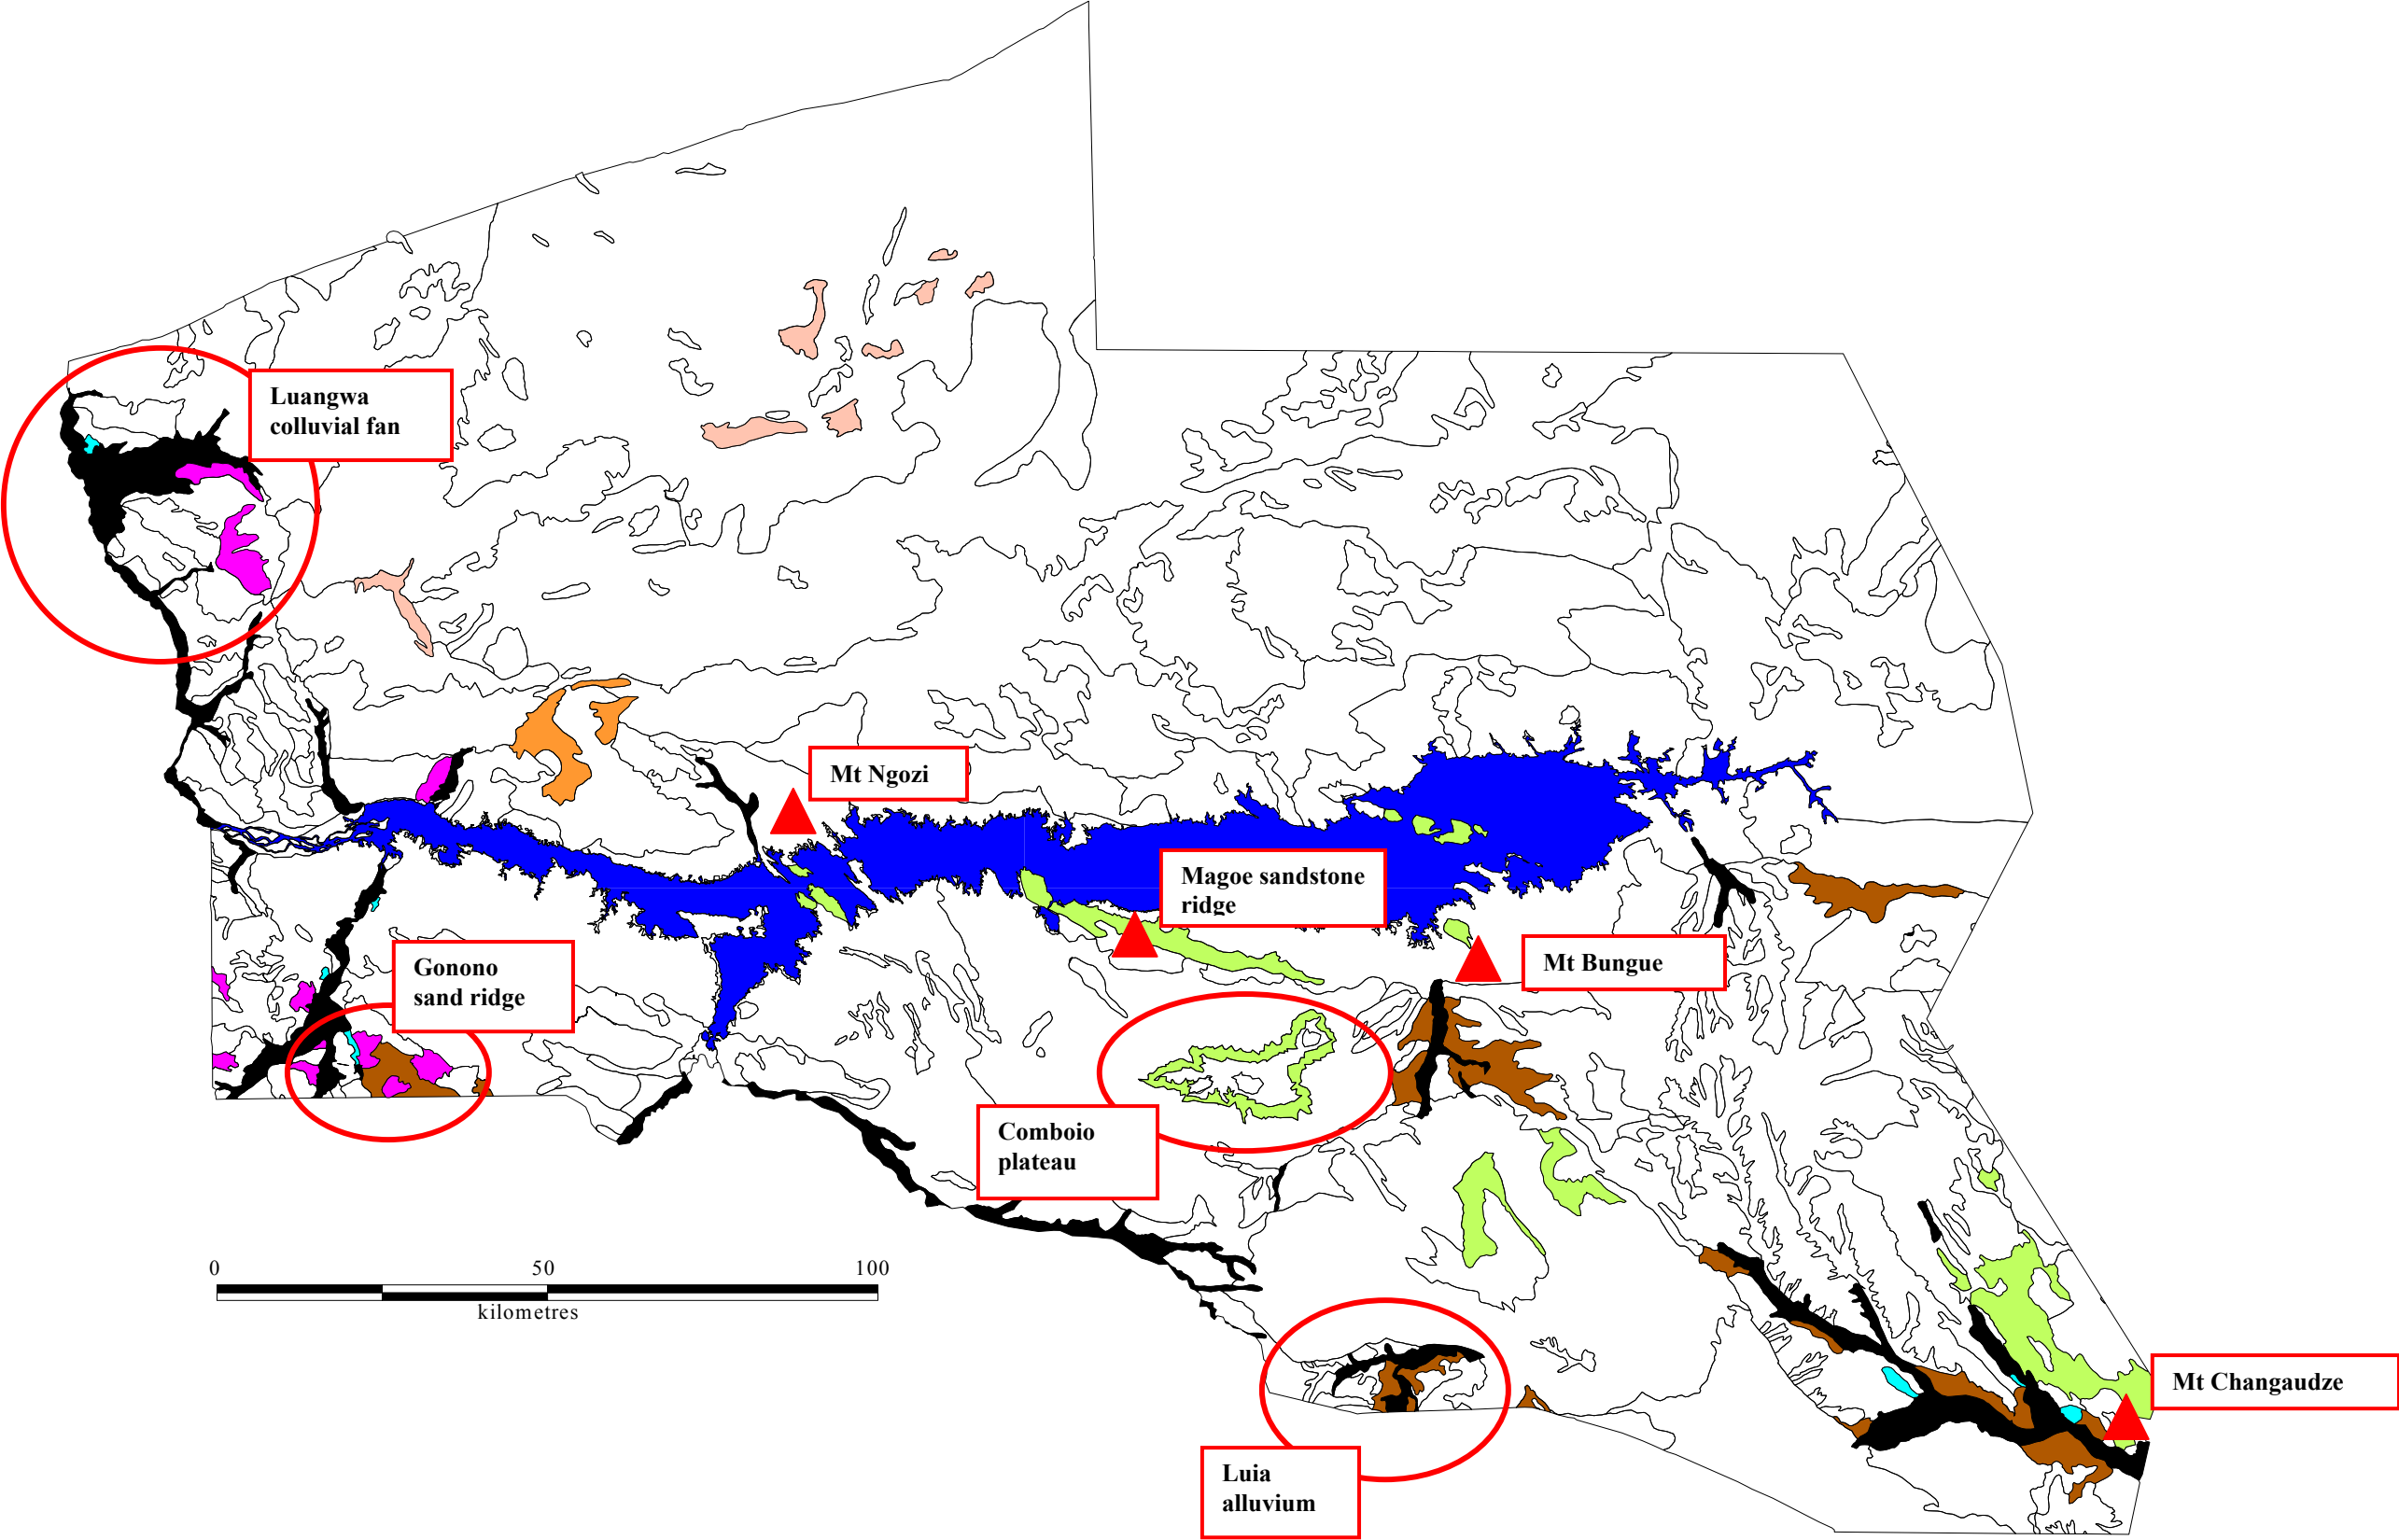 Luangwa
colluvial fan
Mt Ngozi
Magoe sandstone
ridge
Gonono
sand ridge
Mt Bungue
Comboio
plateau
0 50 100
kilometres
Mt Changaudze
Luia
alluvium